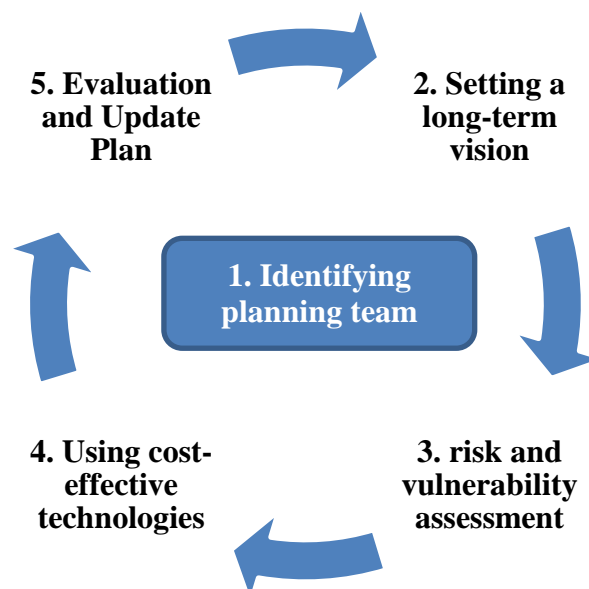 5. Evaluation
and Update
Plan
2. Setting a
long-term
vision
1. Identifying
planning team
4. Using cost-
effective
technologies
3. risk and
vulnerability
assessment